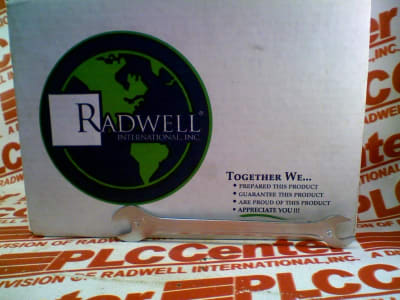 RADWELL
INTERNATIONAL, INC.
TOGETHER WE...
• PREPARED THIS PRODUCT
• GUARANTEE THIS PRODUCT
• ARE PROUD OF THIS PRODUCT
• APPRECIATE YOU !!!
PLCCenter
A DIVISION OF RADWELL INTERNATIONAL, INC.